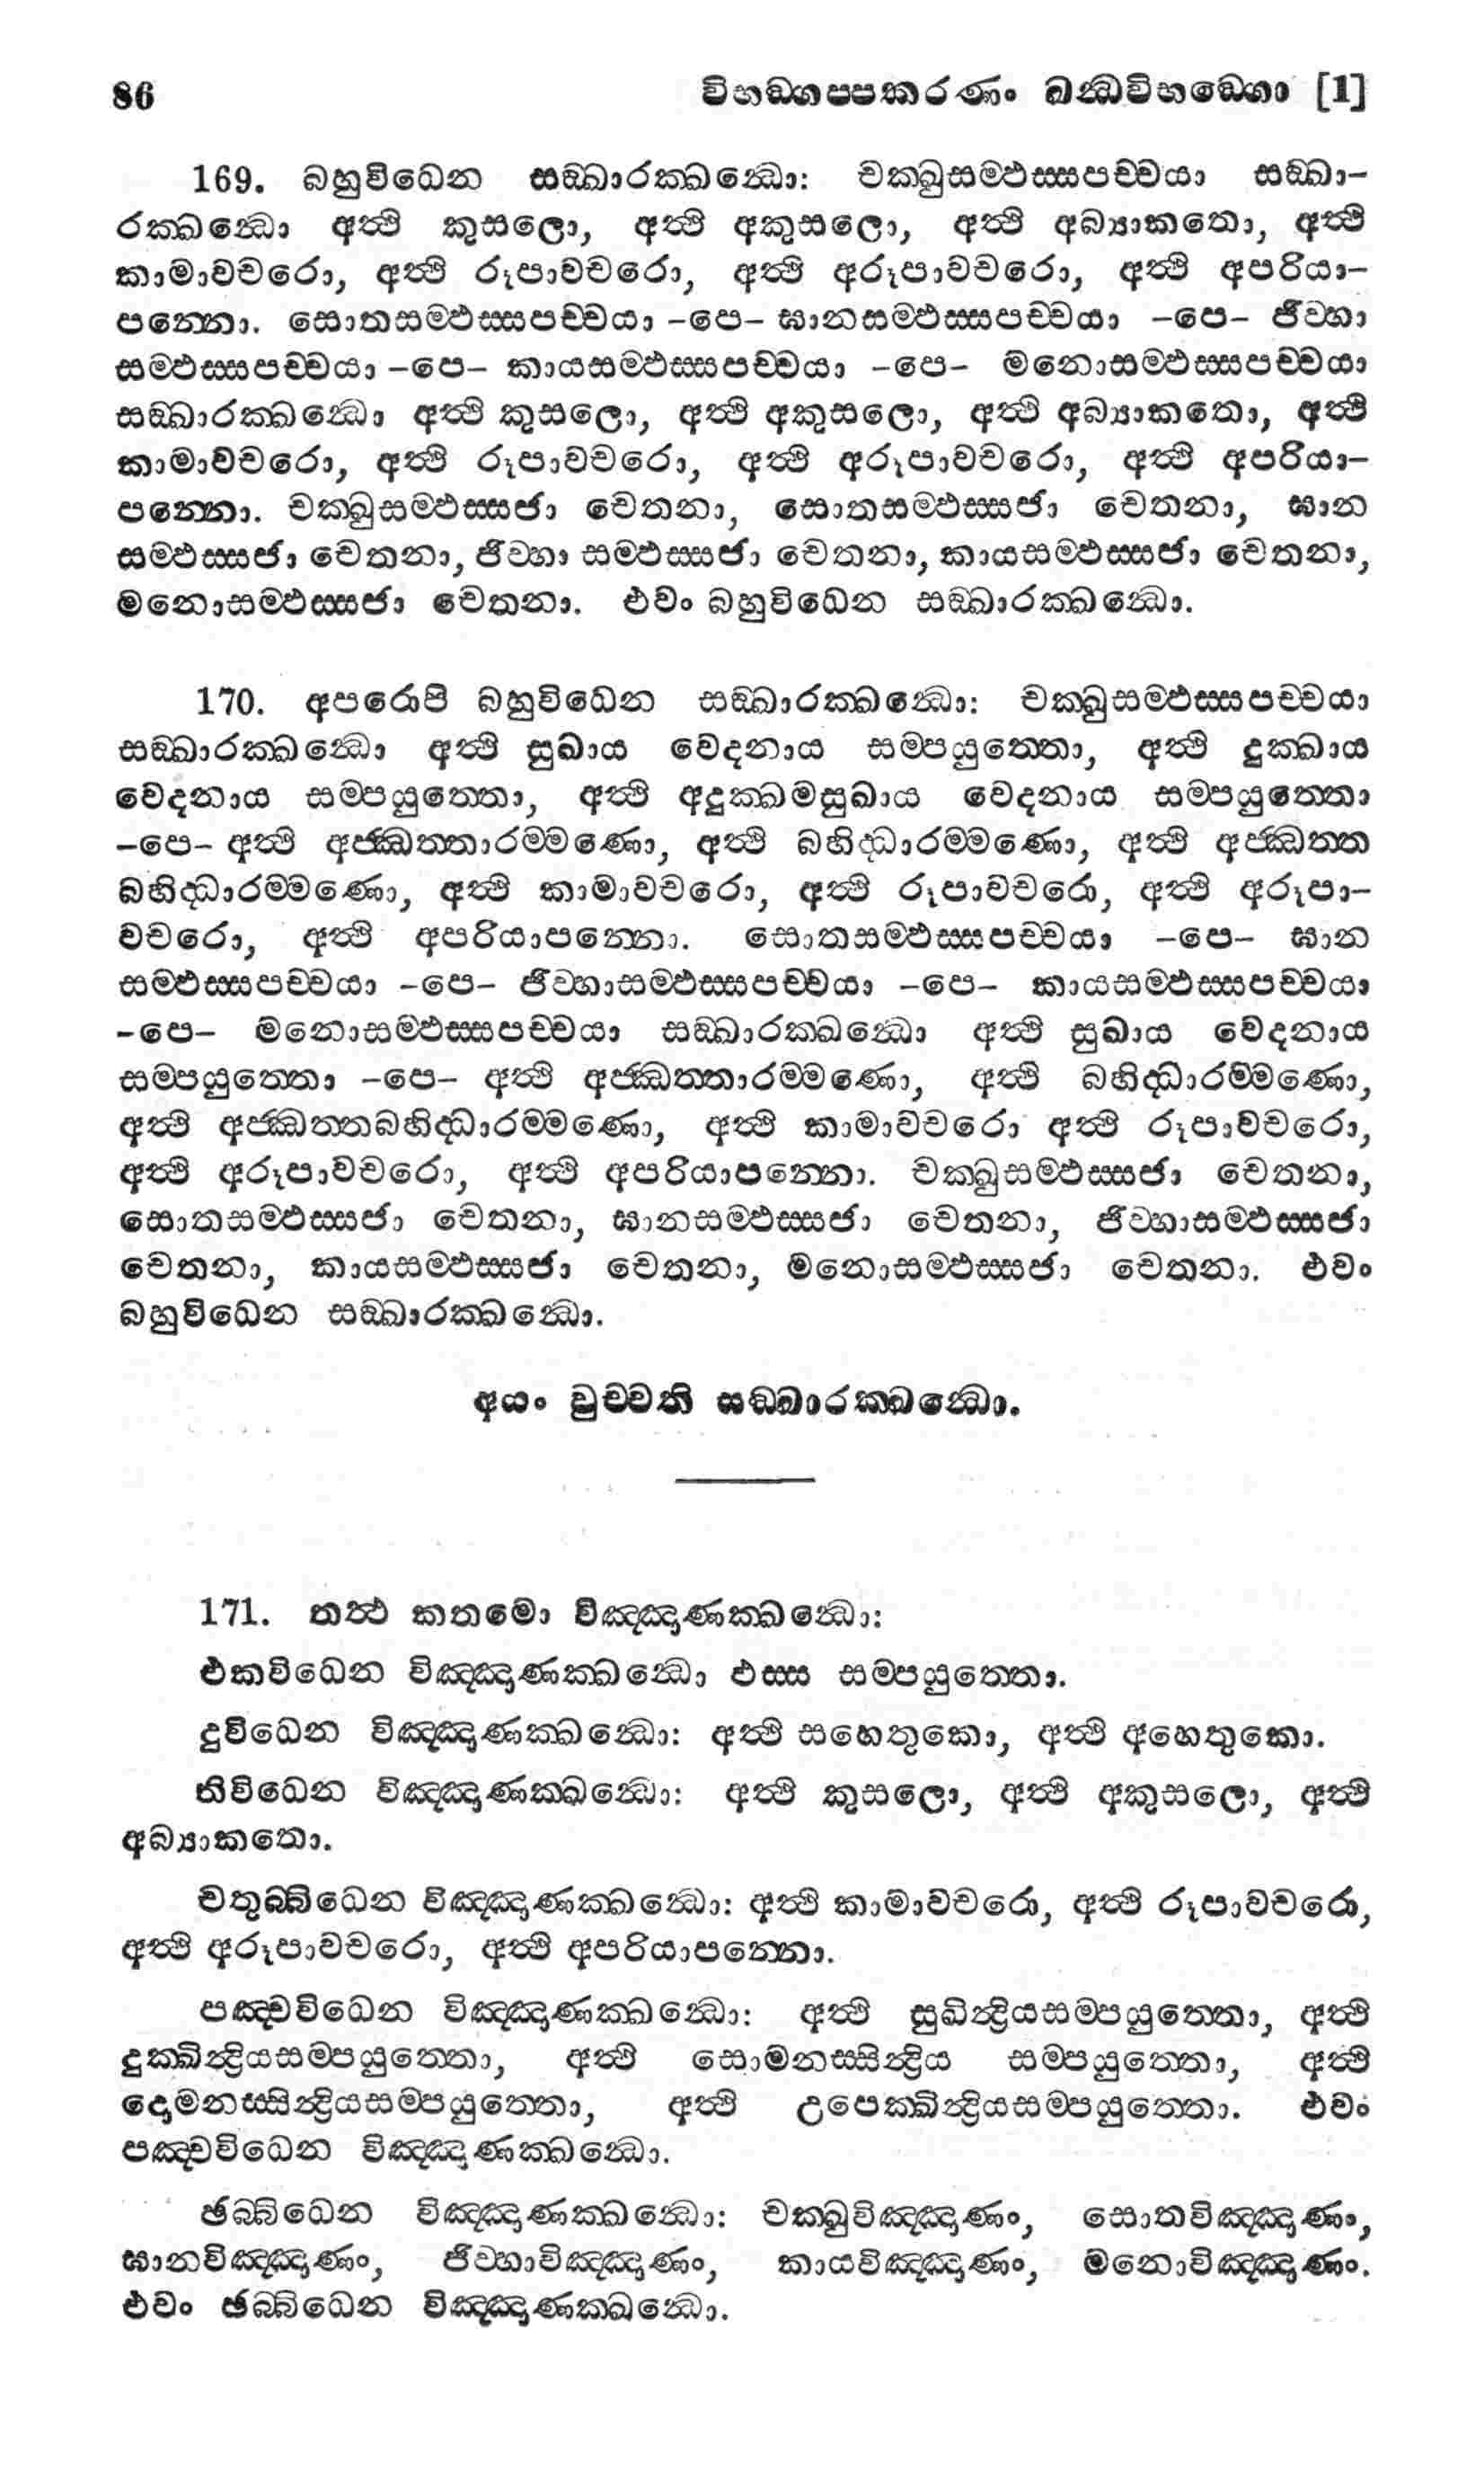 86 විභඞ්ගප්පකරණං ඛන්ධවිභඞ්ගො [1]
169. බහුවිධෙන සඞ්ඛාරක්ඛන්ධො: චක්ඛුසම්ඵස්සපච්චයා සඞ්ඛා-
රක්ඛන්ධො අත්ථි කුසලො, අත්ථි අකුසලො, අත්ථි අබ්‍යාකතො, අත්ථි
කාමාවචරො, අත්ථි රූපාවචරො, අත්ථි අරූපාවචරො, අත්ථි අපරියා-
පන්නො. සොතසම්ඵස්සපච්චයා -පෙ- ඝානසම්ඵස්සපච්චයා -පෙ- ජිව්හා
සම්ඵස්සපච්චයා -පෙ- කායසම්ඵස්සපච්චයා -පෙ- මනොසම්ඵස්සපච්චයා
සඞ්ඛාරක්ඛන්ධො අත්ථි කුසලො, අත්ථි අකුසලො, අත්ථි අබ්‍යාකතො, අත්ථි
කාමාවචරො, අත්ථි රූපාවචරො, අත්ථි අරූපාවචරො, අත්ථි අපරියා-
පන්නො. චක්ඛුසම්ඵස්සජා චෙතනා, සොතසම්ඵස්සජා චෙතනා, ඝාන
සම්ඵස්සජා චෙතනා, ජිව්හා සම්ඵස්සජා චෙතනා, කායසම්ඵස්සජා චෙතනා,
මනොසම්ඵස්සජා චෙතනා. එවං බහුවිධෙන සඞ්ඛාරක්ඛන්ධො.
170. අපරොපි බහුවිධෙන සඞ්ඛාරක්ඛන්ධො: චක්ඛුසම්ඵස්සපච්චයා
සඞ්ඛාරක්ඛන්ධො අත්ථි සුඛාය වෙදනාය සම්පයුත්තො, අත්ථි දුක්ඛාය
වෙදනාය සම්පයුත්තො, අත්ථි අදුක්ඛමසුඛාය වෙදනාය සම්පයුත්තො
-පෙ- අත්ථි අජ්ඣත්තාරම්මණො, අත්ථි බහිද්ධාරම්මණො, අත්ථි අජ්ඣත්ත
බහිද්ධාරම්මණො, අත්ථි කාමාවචරො, අත්ථි රූපාවචරො, අත්ථි අරූපා-
වචරො, අත්ථි අපරියාපන්නො. සොතසම්ඵස්සපච්චයා -පෙ- ඝාන
සම්ඵස්සපච්චයා -පෙ- ජිව්හාසම්ඵස්සපච්චයා -පෙ- කායසම්ඵස්සපච්චයා
-පෙ- මනොසම්ඵස්සපච්චයා සඞ්ඛාරක්ඛන්ධො අත්ථි සුඛාය වෙදනාය
සම්පයුත්තො -පෙ- අත්ථි අජ්ඣත්තාරම්මණො, අත්ථි බහිද්ධාරම්මණො,
අත්ථි අජ්ඣත්තබහිද්ධාරම්මණො, අත්ථි කාමාවචරො අත්ථි රූපාවචරො,
අත්ථි අරූපාවචරො, අත්ථි අපරියාපන්නො. චක්ඛුසම්ඵස්සජා චෙතනා,
සොතසම්ඵස්සජා චෙතනා, ඝානසම්ඵස්සජා චෙතනා, ජිව්හාසම්ඵස්සජා
චෙතනා, කායසම්ඵස්සජා චෙතනා, මනොසම්ඵස්සජා චෙතනා. එවං
බහුවිධෙන සඞ්ඛාරක්ඛන්ධො.
අයං වුච්චති සඞ්ඛාරක්ඛන්ධො.
171. තත්ථ කතමො විඤ්ඤාණක්ඛන්ධො:
එකවිධෙන විඤ්ඤාණක්ඛන්ධො ඵස්ස සම්පයුත්තො.
දුවිධෙන විඤ්ඤාණක්ඛන්ධො: අත්ථි සහෙතුකො, අත්ථි අහෙතුකො.
තිවිධෙන විඤ්ඤාණක්ඛන්ධො: අත්ථි කුසලො, අත්ථි අකුසලො, අත්ථි
අබ්‍යාකතො.
චතුබ්බිධෙන විඤ්ඤාණක්ඛන්ධො: අත්ථි කාමාවචරො, අත්ථි රූපාවචරො,
අත්ථි අරූපාවචරො, අත්ථි අපරියාපන්නො.
පඤ්චවිධෙන විඤ්ඤාණක්ඛන්ධො: අත්ථි සුඛින්ද්‍රියසම්පයුත්තො, අත්ථි
දුක්ඛින්ද්‍රියසම්පයුත්තො, අත්ථි සොමනස්සින්ද්‍රිය සම්පයුත්තො, අත්ථි
දොමනස්සින්ද්‍රියසම්පයුත්තො, අත්ථි උපෙක්ඛින්ද්‍රියසම්පයුත්තො. එවං
පඤ්චවිධෙන විඤ්ඤාණක්ඛන්ධො.
ඡබ්බිධෙන විඤ්ඤාණක්ඛන්ධො: චක්ඛුවිඤ්ඤාණං, සොතවිඤ්ඤාණං,
ඝානවිඤ්ඤාණං, ජිව්හාවිඤ්ඤාණං, කායවිඤ්ඤාණං, මනොවිඤ්ඤාණං.
එවං ඡබ්බිධෙන විඤ්ඤාණක්ඛන්ධො.